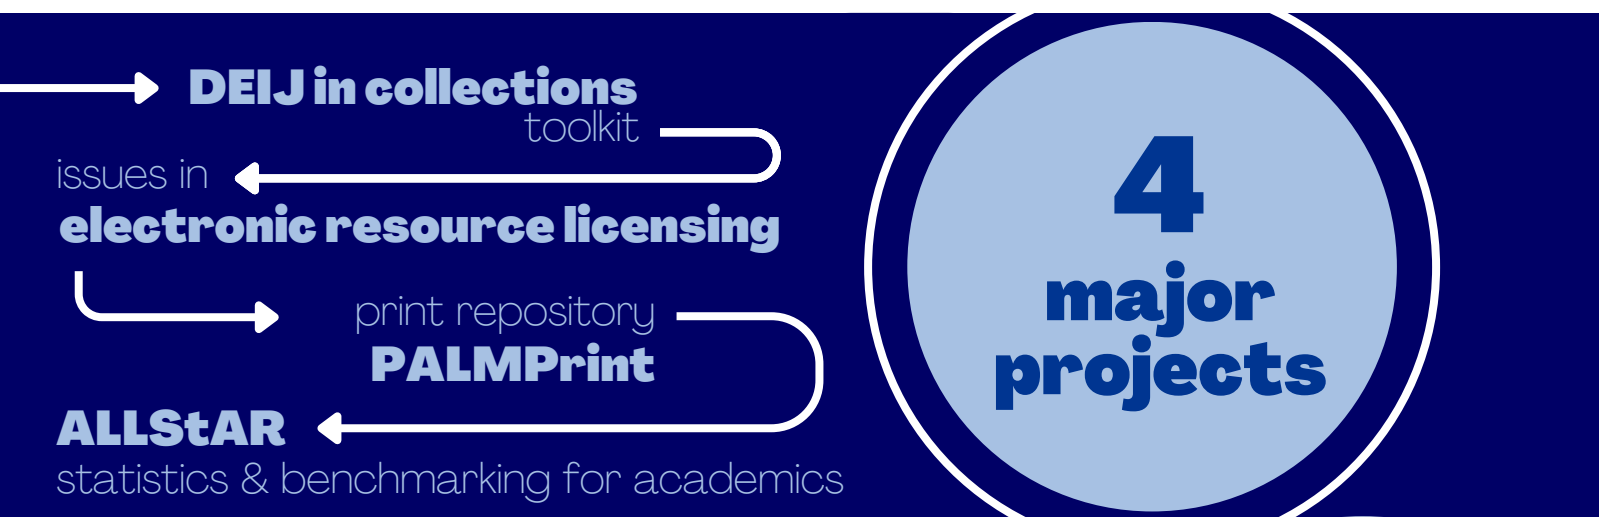 DEIJ in collections
toolkit
issues in
electronic resource licensing
print repository
PALMPrint
ALLStAR
statistics & benchmarking for academics
4
major
projects